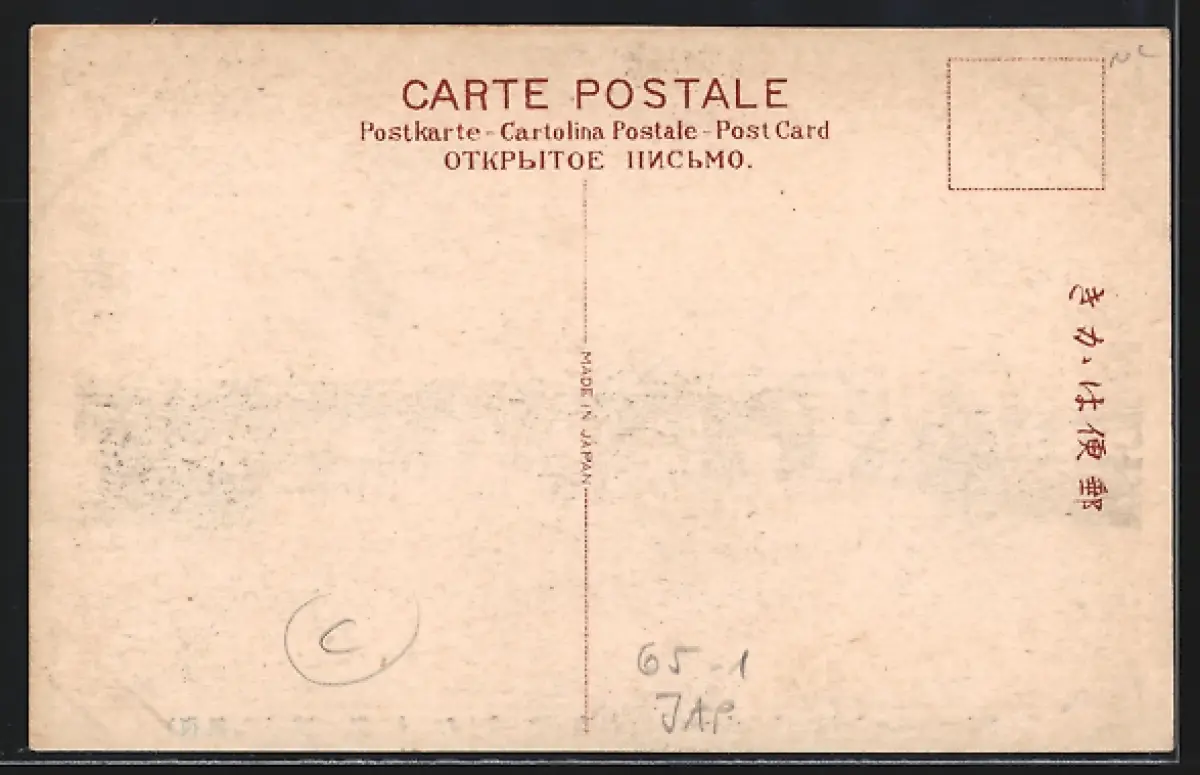 CARTE POSTALE
Postkarte - Cartolina Postale - Post Card
ОТКРЫТОЕ ПИСЬМО.
MADE IN JAPAN
きかゝは便郵
C
65-1
JAP.